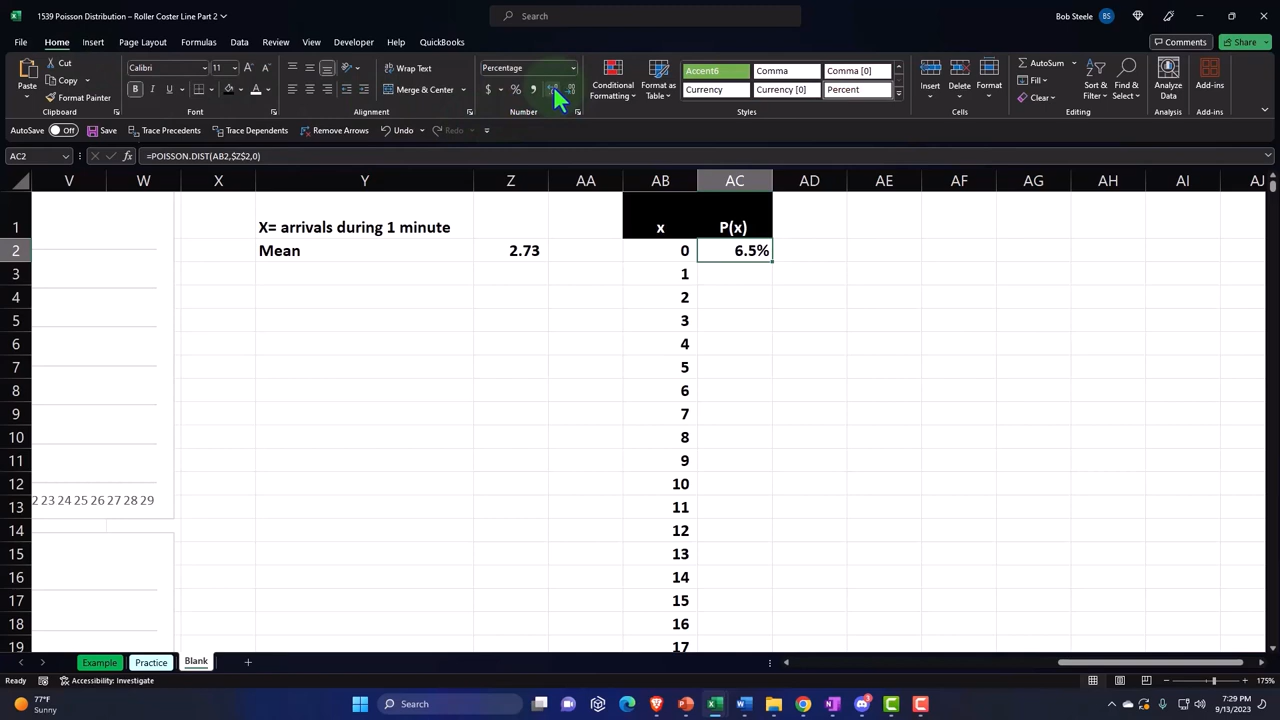 1539 Poisson Distribution – Roller Coster Line Part 2
Search
Bob Steele
BS
File Home Insert Page Layout Formulas Data Review View Developer Help QuickBooks
Comments
Share
Paste
Cut
Copy
Format Painter
Clipboard
Calibri
11
B I U
Font
Wrap Text
Merge & Center
Alignment
Percentage
$ % ,
Number
Conditional Formatting
Format as Table
Accent6
Comma
Comma [0]
Currency
Currency [0]
Percent
Styles
Insert
Delete
Format
Cells
AutoSum
Fill
Clear
Sort & Filter
Find & Select
Editing
Analyze Data
Analysis
Add-ins
Add-ins
AutoSave Off Save Trace Precedents Trace Dependents Remove Arrows Undo Redo
AC2
fx
=POISSON.DIST(AB2,$Z$2,0)
V W X Y Z AA AB AC AD AE AF AG AH AI AJ
1 X= arrivals during 1 minute x P(x)
2 Mean 2.73 0 6.5%
3 1
4 2
5 3
6 4
7 5
8 6
9 7
10 8
11 9
12 10
2 23 24 25 26 27 28 29
13 11
14 12
15 13
16 14
17 15
18 16
19 17
Example Practice Blank
Ready
Accessibility: Investigate
175%
77°F
Sunny
Search
7:29 PM
9/13/2023